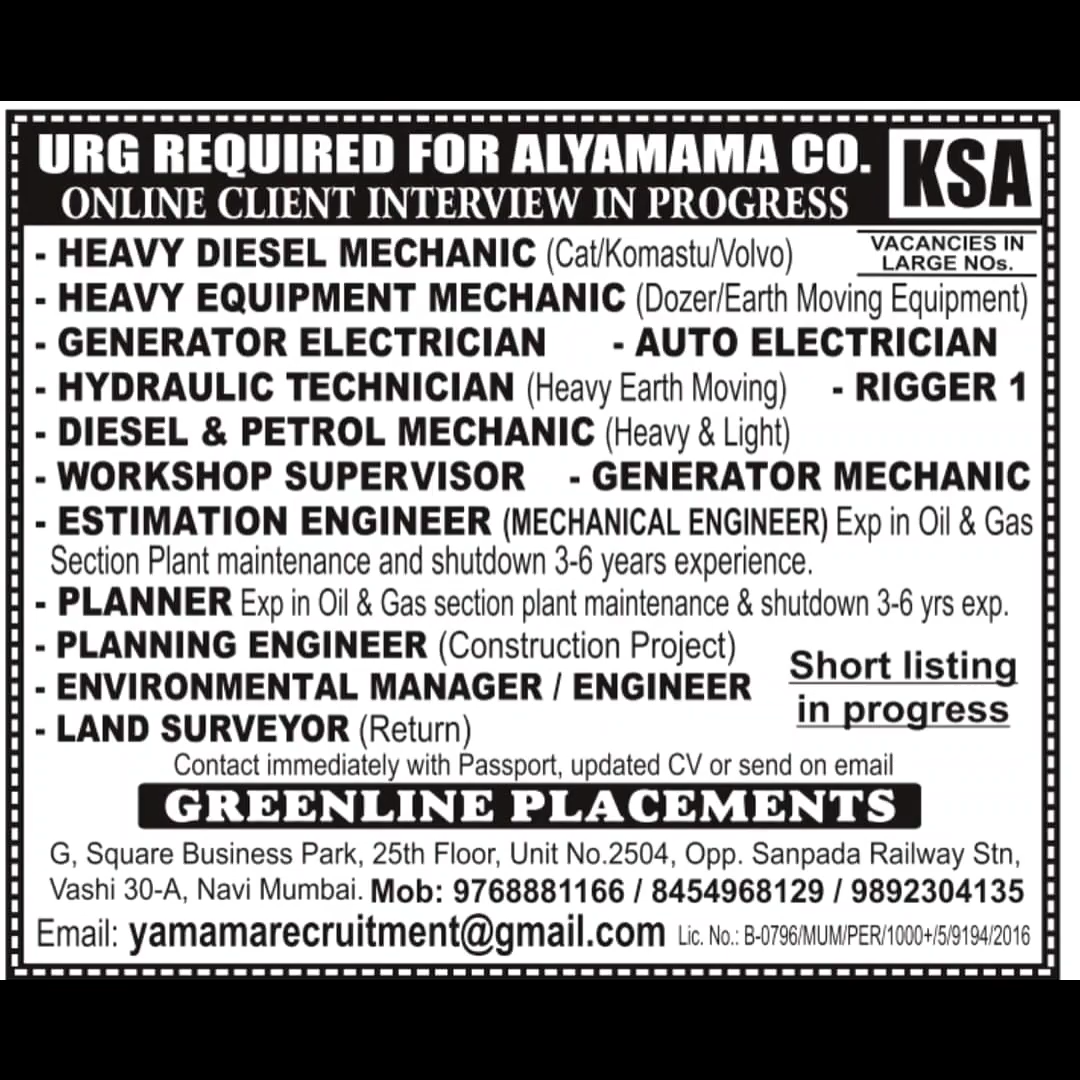 URG REQUIRED FOR ALYAMAMA CO.
KSA
ONLINE CLIENT INTERVIEW IN PROGRESS
- HEAVY DIESEL MECHANIC (Cat/Komastu/Volvo)
VACANCIES IN
LARGE NOs.
- HEAVY EQUIPMENT MECHANIC (Dozer/Earth Moving Equipment)
- GENERATOR ELECTRICIAN - AUTO ELECTRICIAN
- HYDRAULIC TECHNICIAN (Heavy Earth Moving) - RIGGER 1
- DIESEL & PETROL MECHANIC (Heavy & Light)
- WORKSHOP SUPERVISOR - GENERATOR MECHANIC
- ESTIMATION ENGINEER (MECHANICAL ENGINEER) Exp in Oil & Gas
Section Plant maintenance and shutdown 3-6 years experience.
- PLANNER Exp in Oil & Gas section plant maintenance & shutdown 3-6 yrs exp.
- PLANNING ENGINEER (Construction Project)
- ENVIRONMENTAL MANAGER / ENGINEER
- LAND SURVEYOR (Return)
Short listing
in progress
Contact immediately with Passport, updated CV or send on email
GREENLINE PLACEMENTS
G, Square Business Park, 25th Floor, Unit No.2504, Opp. Sanpada Railway Stn,
Vashi 30-A, Navi Mumbai. Mob: 9768881166 / 8454968129 / 9892304135
Email: yamamarecruitment@gmail.com Lic. No.: B-0796/MUM/PER/1000+/5/9194/2016